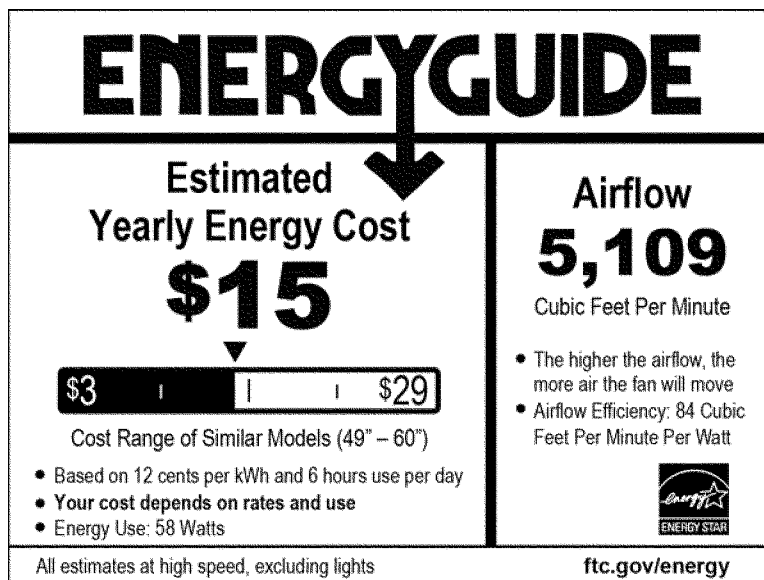 ENERGYGUIDE
Estimated
Yearly Energy Cost
$15
$3
$29
Cost Range of Similar Models (49” – 60”)
• Based on 12 cents per kWh and 6 hours use per day
• Your cost depends on rates and use
• Energy Use: 58 Watts
Airflow
5,109
Cubic Feet Per Minute
• The higher the airflow, the
more air the fan will move
• Airflow Efficiency: 84 Cubic
Feet Per Minute Per Watt
energy
ENERGY STAR
All estimates at high speed, excluding lights
ftc.gov/energy